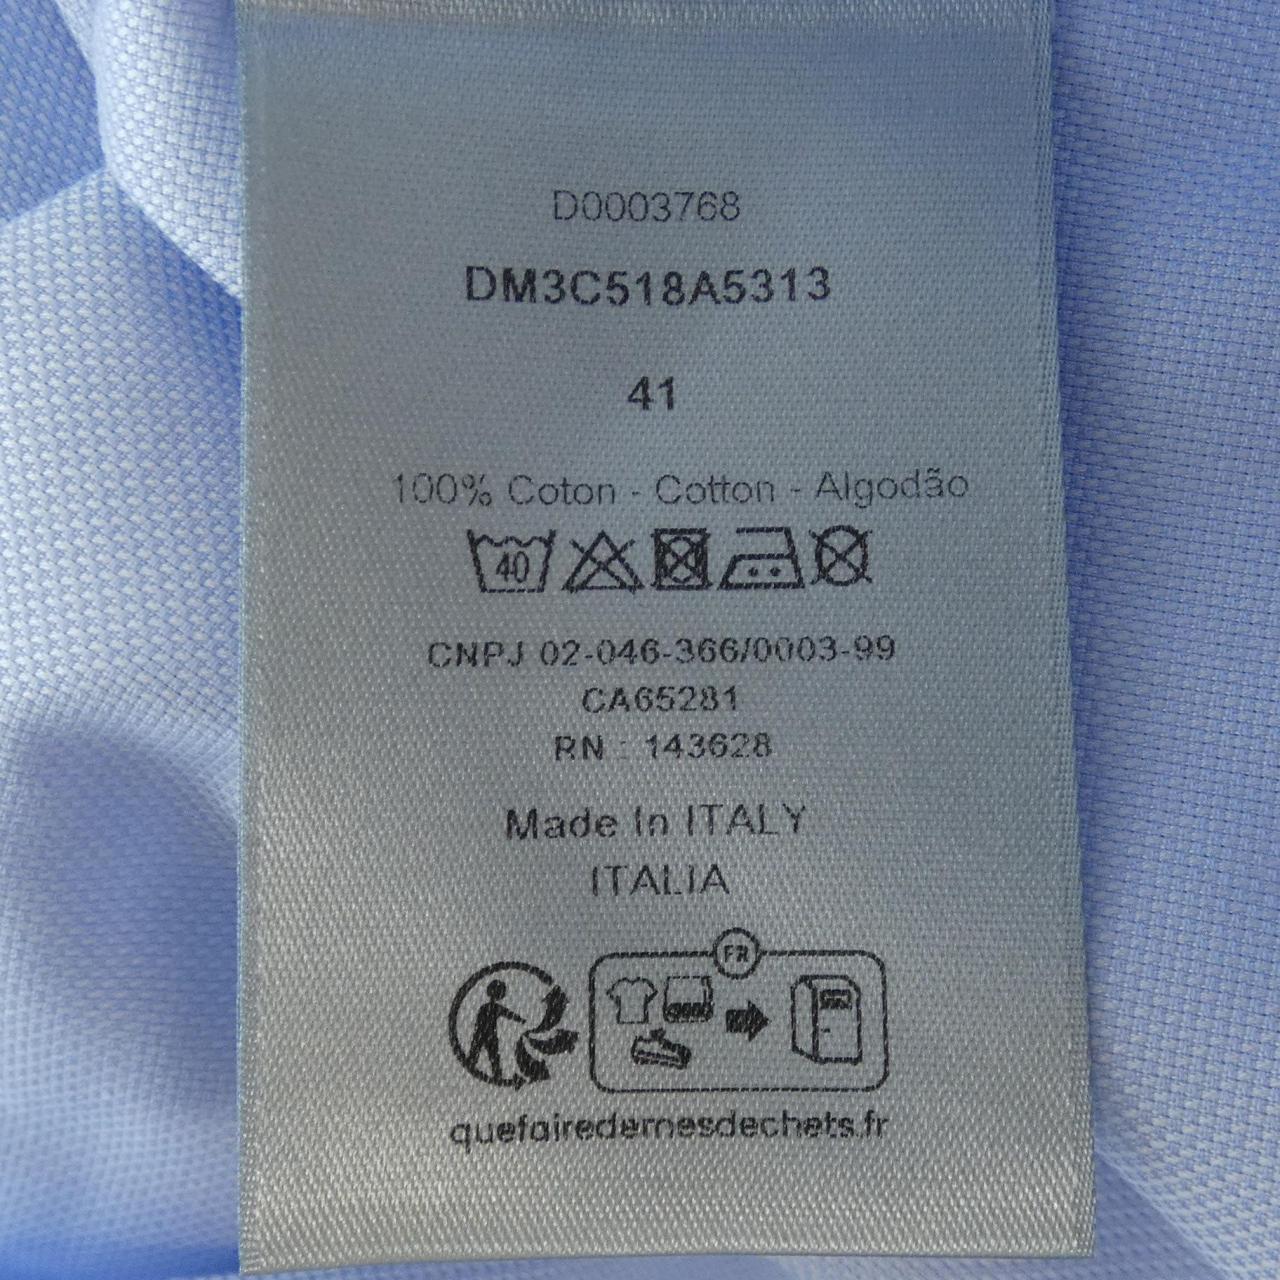 D0003768
DM3C518A5313
41
100% Coton - Cotton - Algodão
40
CNPJ 02-046-366/0003-99
CA65281
RN : 143628
Made In ITALY
ITALIA
FR
quefairedemesdechets.fr